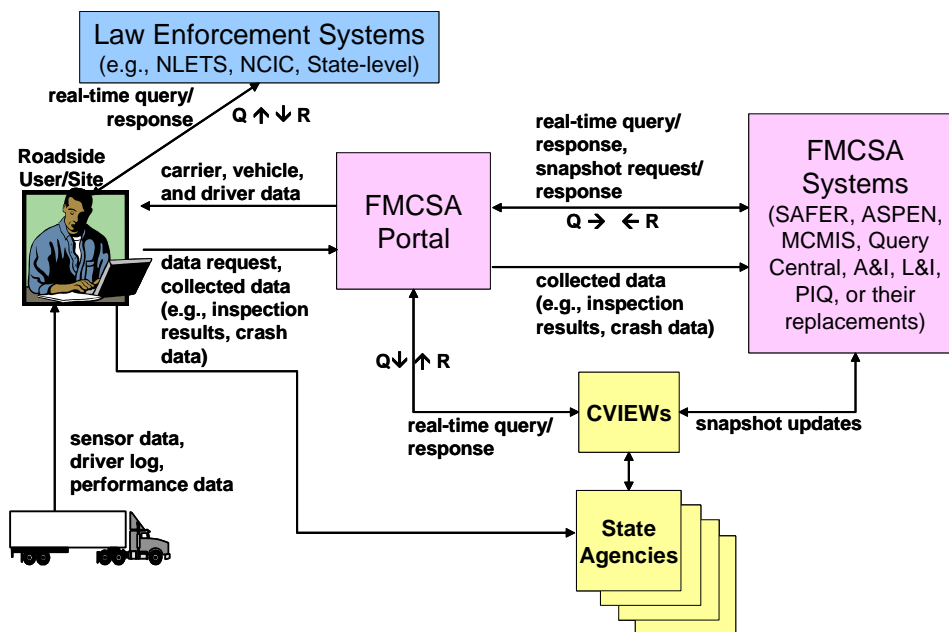 Law Enforcement Systems
(e.g., NLETS, NCIC, State-level)
real-time query/
response
Q ↑ ↓ R
Roadside
User/Site
carrier, vehicle,
and driver data
FMCSA
Portal
real-time query/
response,
snapshot request/
response
Q → ← R
FMCSA
Systems
(SAFER, ASPEN,
MCMIS, Query
Central, A&I, L&I,
PIQ, or their
replacements)
data request,
collected data
(e.g., inspection
results, crash
data)
collected data
(e.g., inspection
results, crash data)
Q↓ ↑ R
real-time query/
response
CVIEWs
snapshot updates
sensor data,
driver log,
performance data
State
Agencies